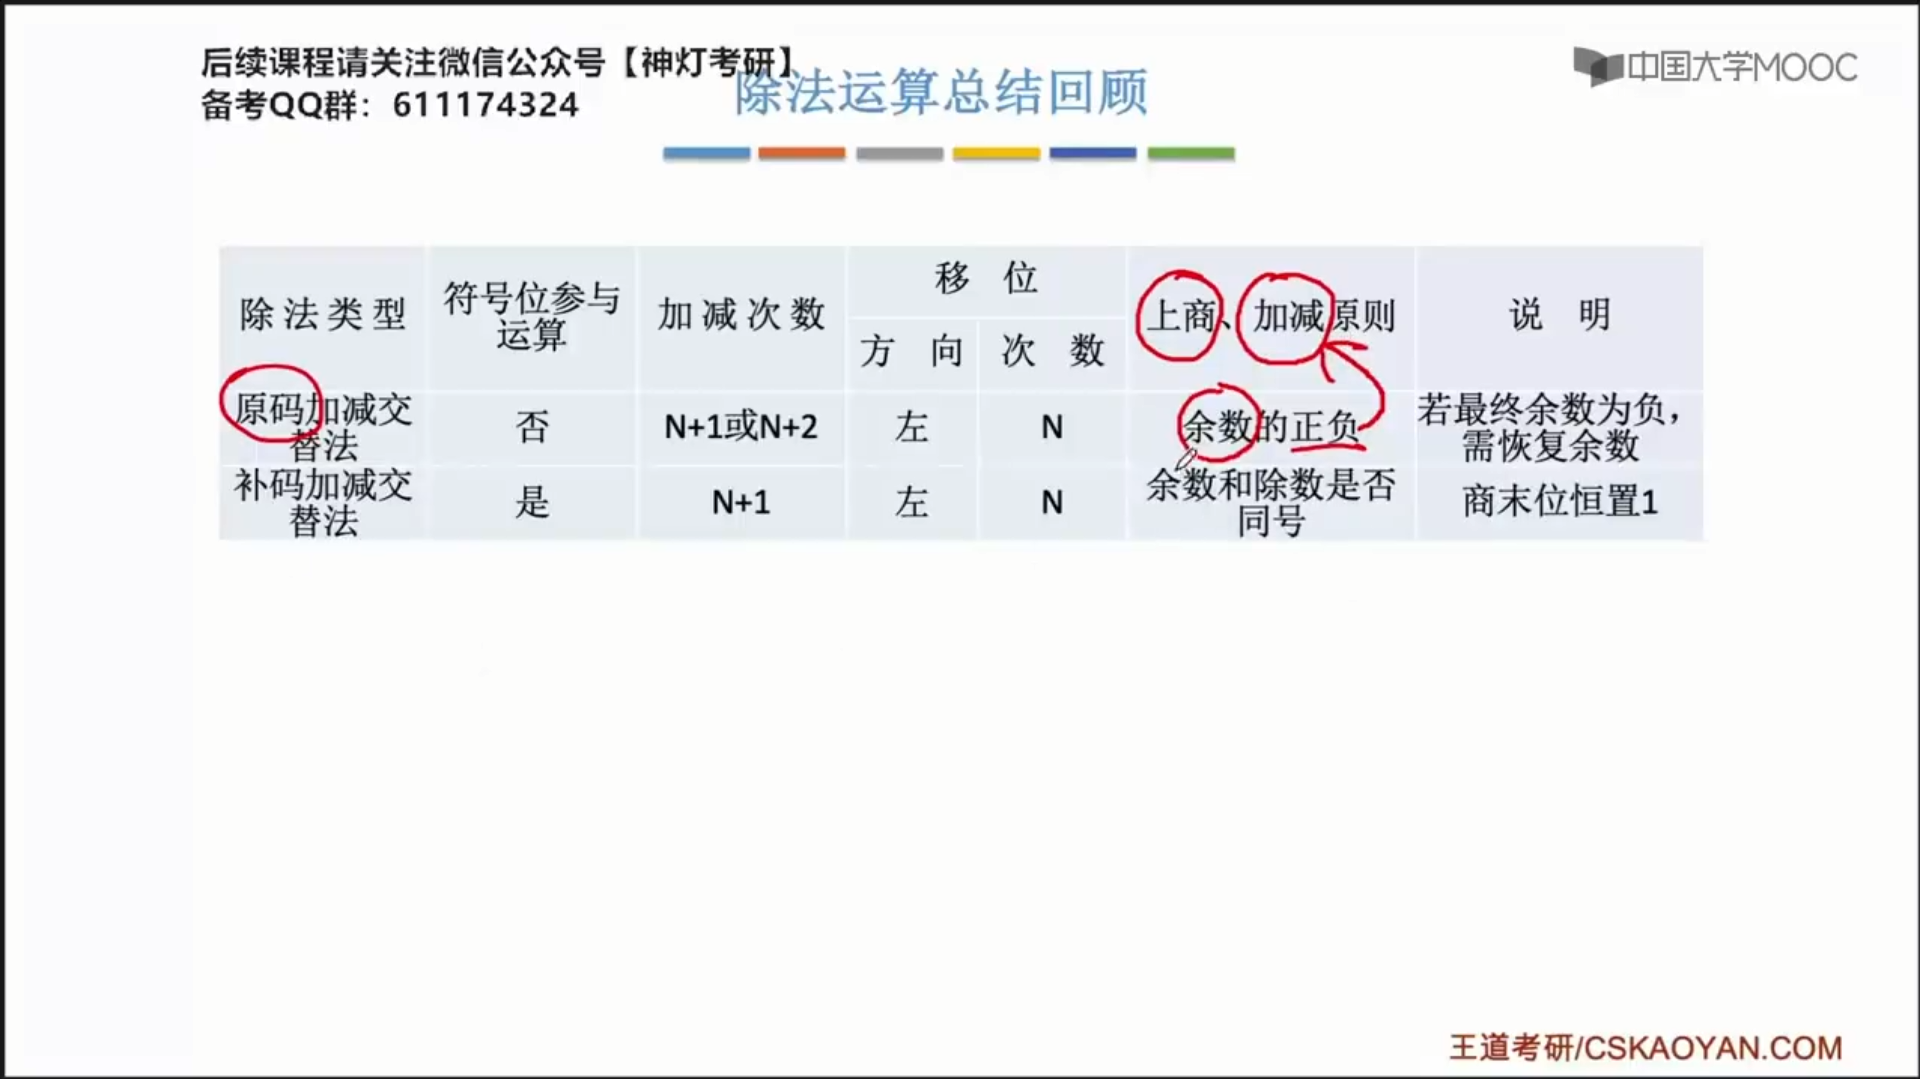 后续课程请关注微信公众号【神灯考研】
备考QQ群：611174324
中国大学MOOC
除法运算总结回顾
除法类型
符号位参与
运算
加减次数
移 位
方 向
次 数
上商、加减原则
说 明
原码加减交
替法
否
N+1或N+2
左
N
余数的正负
若最终余数为负，
需恢复余数
补码加减交
替法
是
N+1
左
N
余数和除数是否
同号
商末位恒置1
王道考研/CSKAOYAN.COM